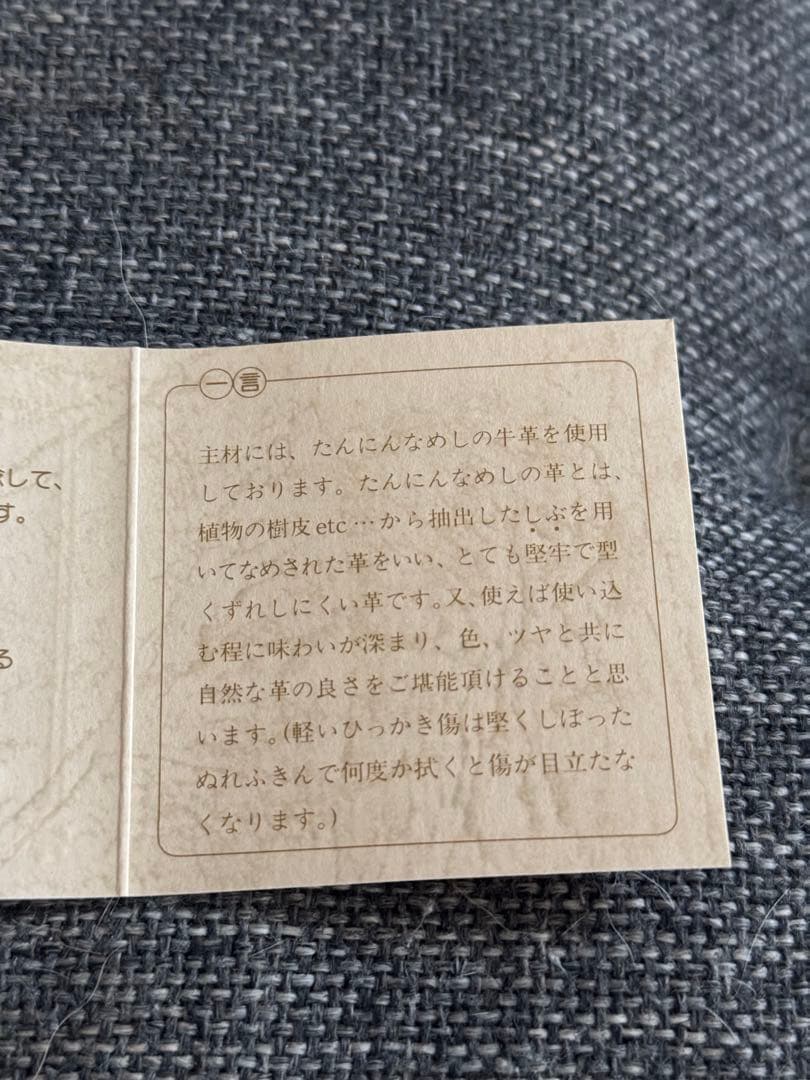 して、
す。
る
一言
主材には、たんにんなめしの牛革を使用
しております。たんにんなめしの革とは、
植物の樹皮etc…から抽出したしぶを用
いてなめされた革をいい、とても堅牢で型
くずれしにくい革です。又、使えば使い込
む程に味わいが深まり、色、ツヤと共に
自然な革の良さをご堪能頂けることと思
います。(軽いひっかき傷は堅くしぼった
ぬれふきんで何度か拭くと傷が目立たな
くなります。)